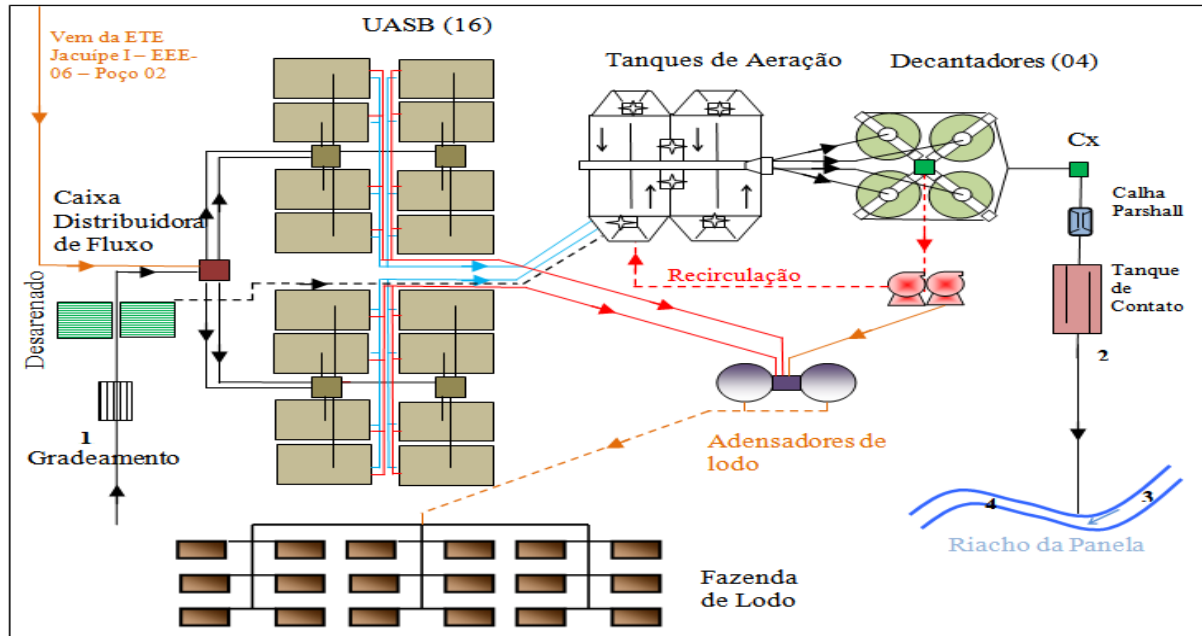 UASB (16)
Vem da ETE
Jacuípe I – EEE-
06 – Poço 02
Tanques de Aeração
Decantadores (04)
Cx
Calha
Parshall
Caixa
Distribuidora
de Fluxo
Desarenado
Recirculação
Tanque
de
Contato
2
1
Gradeamento
Adensadores de
lodo
4
3
Riacho da Panela
Fazenda
de Lodo